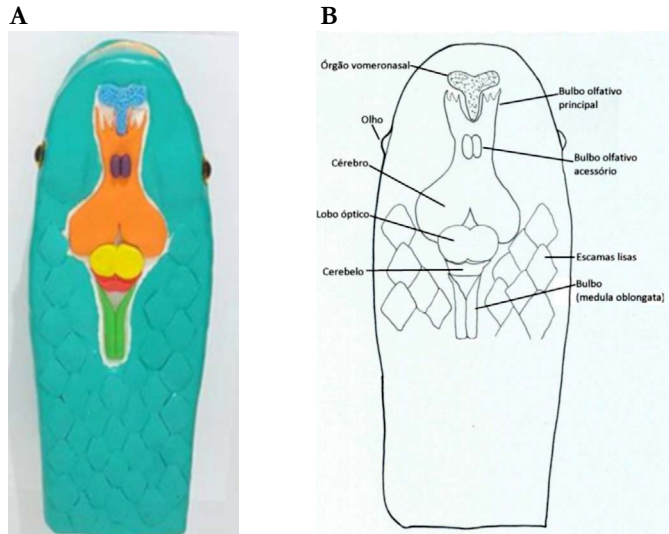 A
B
Órgão vomeronasal
Bulbo olfativo
principal
Olho
Bulbo olfativo
acessório
Cérebro
Lobo óptico
Escamas lisas
Cerebelo
Bulbo
(medula oblongata)